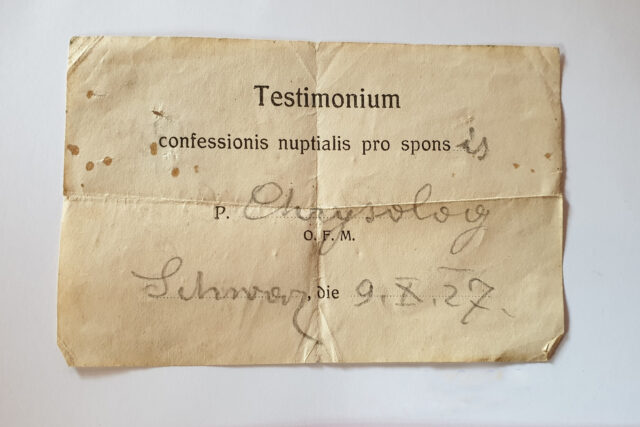 Testimonium
confessionis nuptialis pro spons is
P. Chrysolog
O. F. M.
Schwaz, die 9. X. 27.